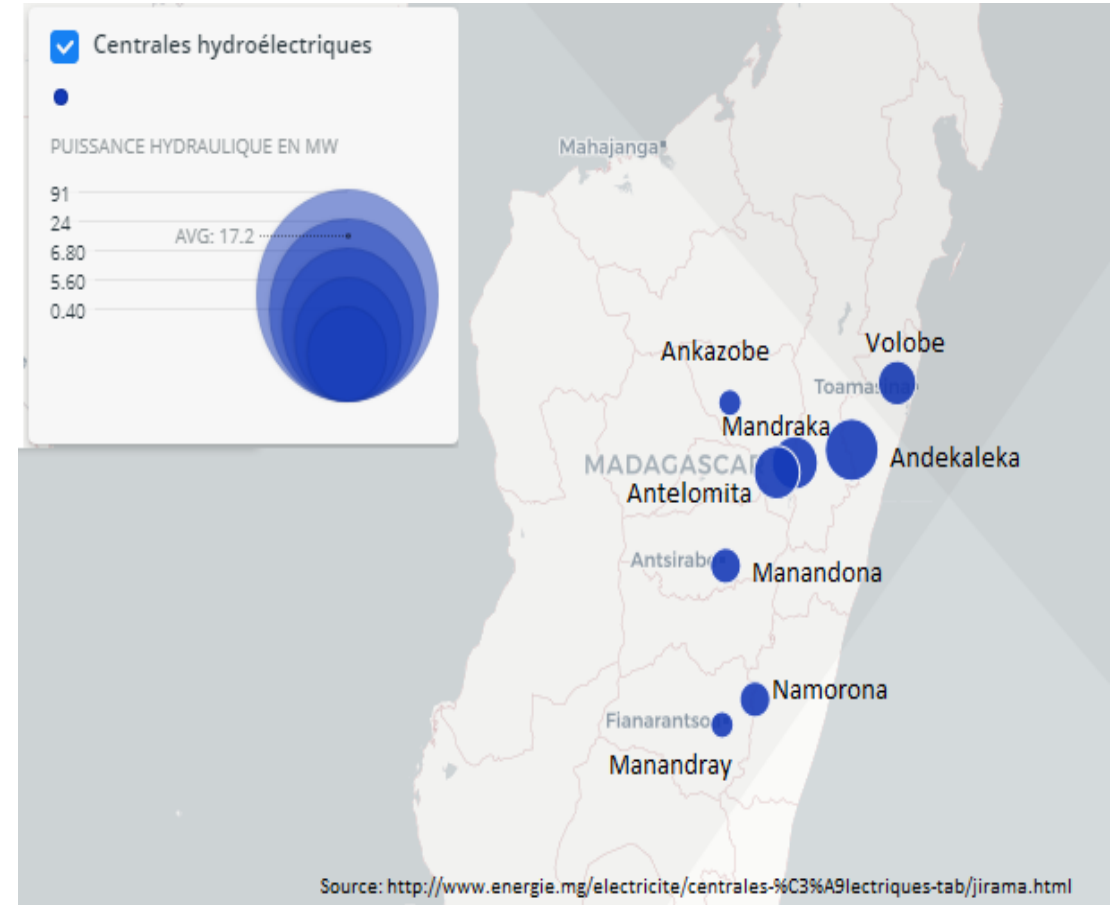 Centrales hydroélectriques
PUISSANCE HYDRAULIQUE EN MW
91
24
AVG: 17.2
6.80
5.60
0.40
Mahajanga
Volobe
Ankazobe
Toamasina
Mandraka
MADAGASCAR
Andekaleka
Antelomita
Antsirabe
Manandona
Namorona
Fianarantsoa
Manandray
Source: http://www.energie.mg/electricite/centrales-%C3%A9lectriques-tab/jirama.html